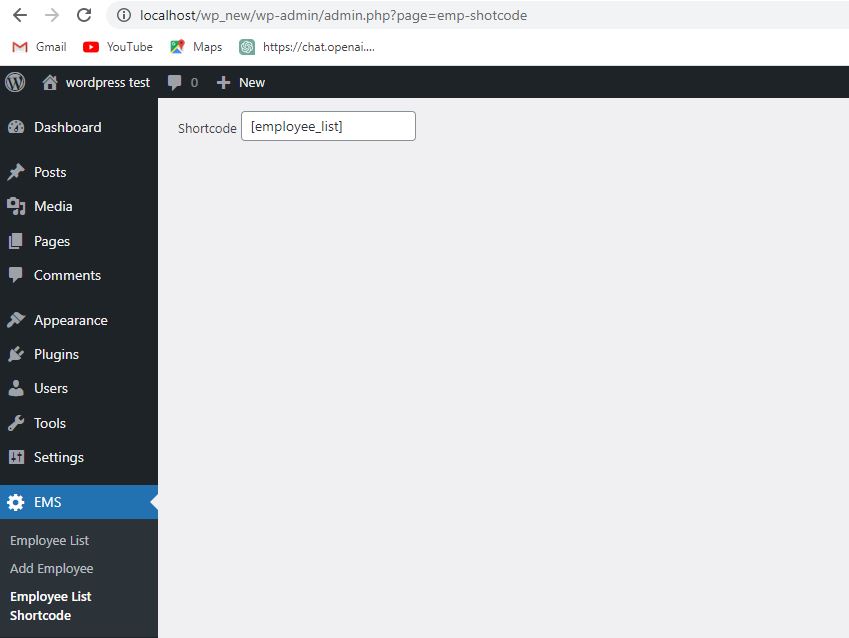 localhost/wp_new/wp-admin/admin.php?page=emp-shotcode
Gmail YouTube Maps https://chat.openai....
wordpress test 0 New
Dashboard
Shortcode [employee_list]
Posts
Media
Pages
Comments
Appearance
Plugins
Users
Tools
Settings
EMS
Employee List
Add Employee
Employee List
Shortcode